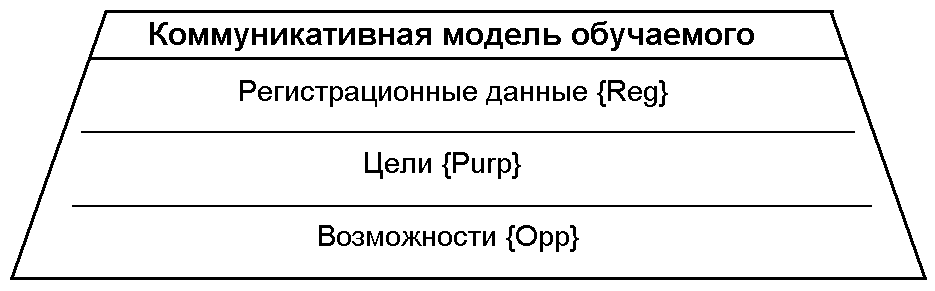 Коммуникативная модель обучаемого
Регистрационные данные {Reg}
Цели {Purp}
Возможности {Opp}